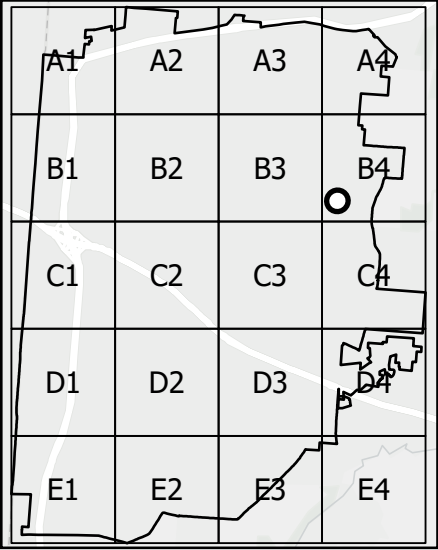 A1 A2 A3 A4
B1 B2 B3 B4
C1 C2 C3 C4
D1 D2 D3 D4
E1 E2 E3 E4